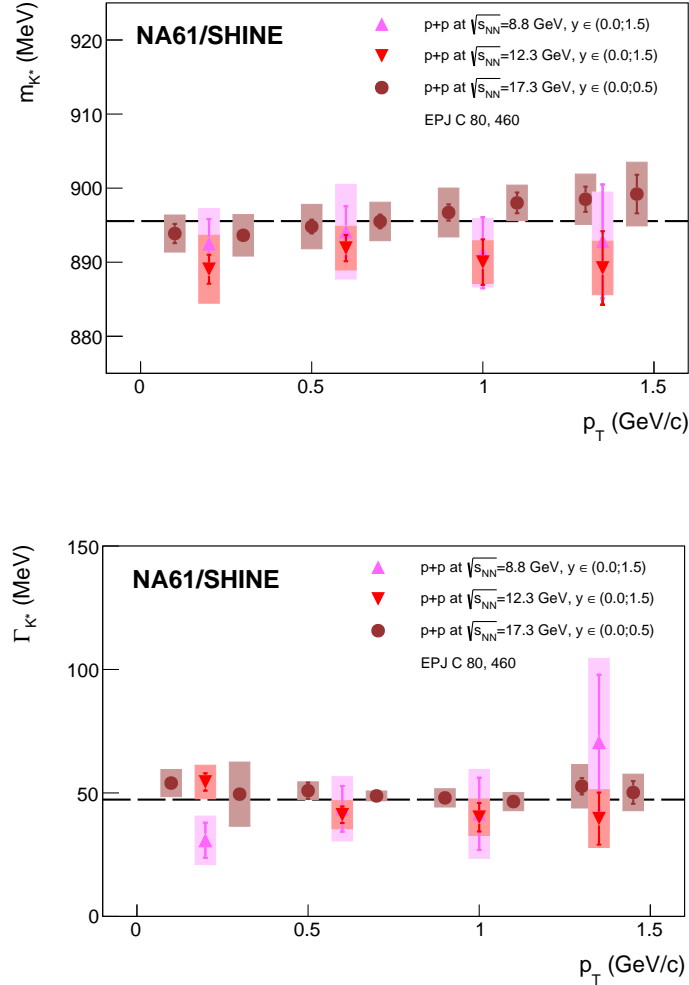 NA61/SHINE
p+p at √s_NN=8.8 GeV, y ∈ (0.0;1.5)
p+p at √s_NN=12.3 GeV, y ∈ (0.0;1.5)
p+p at √s_NN=17.3 GeV, y ∈ (0.0;0.5)
EPJ C 80, 460
m_K* (MeV)
920
910
900
890
880
0
0.5
1
1.5
p_T (GeV/c)
NA61/SHINE
p+p at √s_NN=8.8 GeV, y ∈ (0.0;1.5)
p+p at √s_NN=12.3 GeV, y ∈ (0.0;1.5)
p+p at √s_NN=17.3 GeV, y ∈ (0.0;0.5)
EPJ C 80, 460
Γ_K* (MeV)
150
100
50
0
0
0.5
1
1.5
p_T (GeV/c)